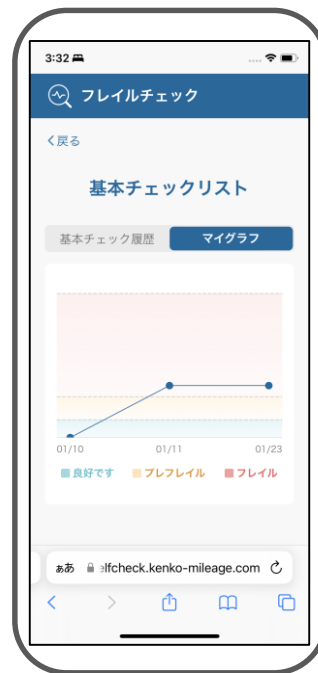 3:32
フレイルチェック
戻る
基本チェックリスト
基本チェック履歴 マイグラフ
01/10 01/11 01/23
良好です プレフレイル フレイル
ああ elfcheck.kenko-mileage.com